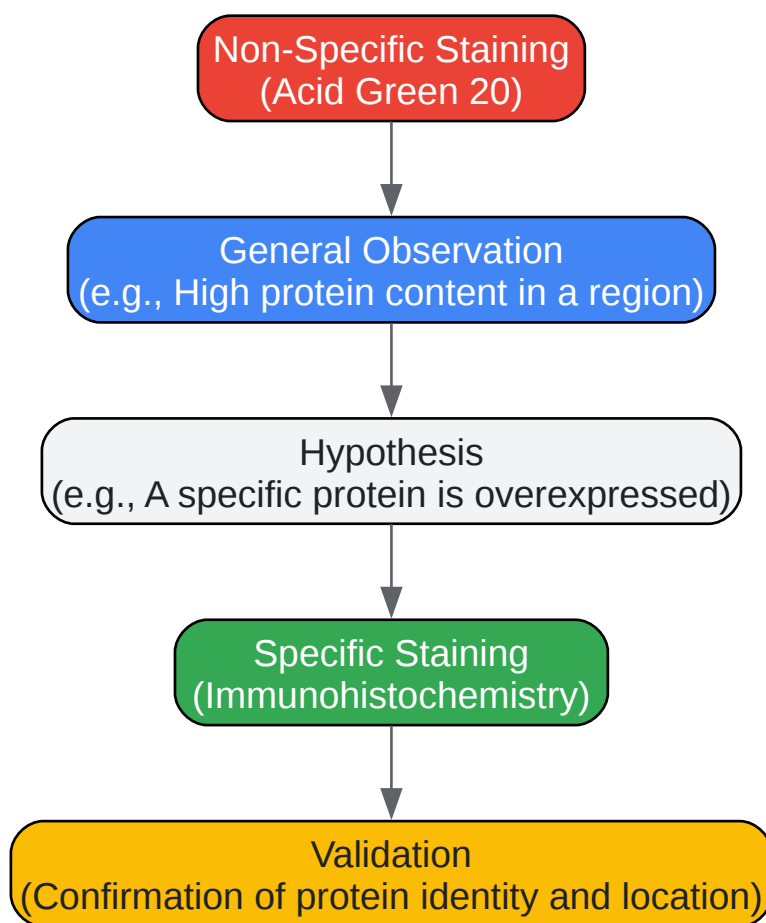 Non-Specific Staining
(Acid Green 20)
General Observation
(e.g., High protein content in a region)
Hypothesis
(e.g., A specific protein is overexpressed)
Specific Staining
(Immunohistochemistry)
Validation
(Confirmation of protein identity and location)